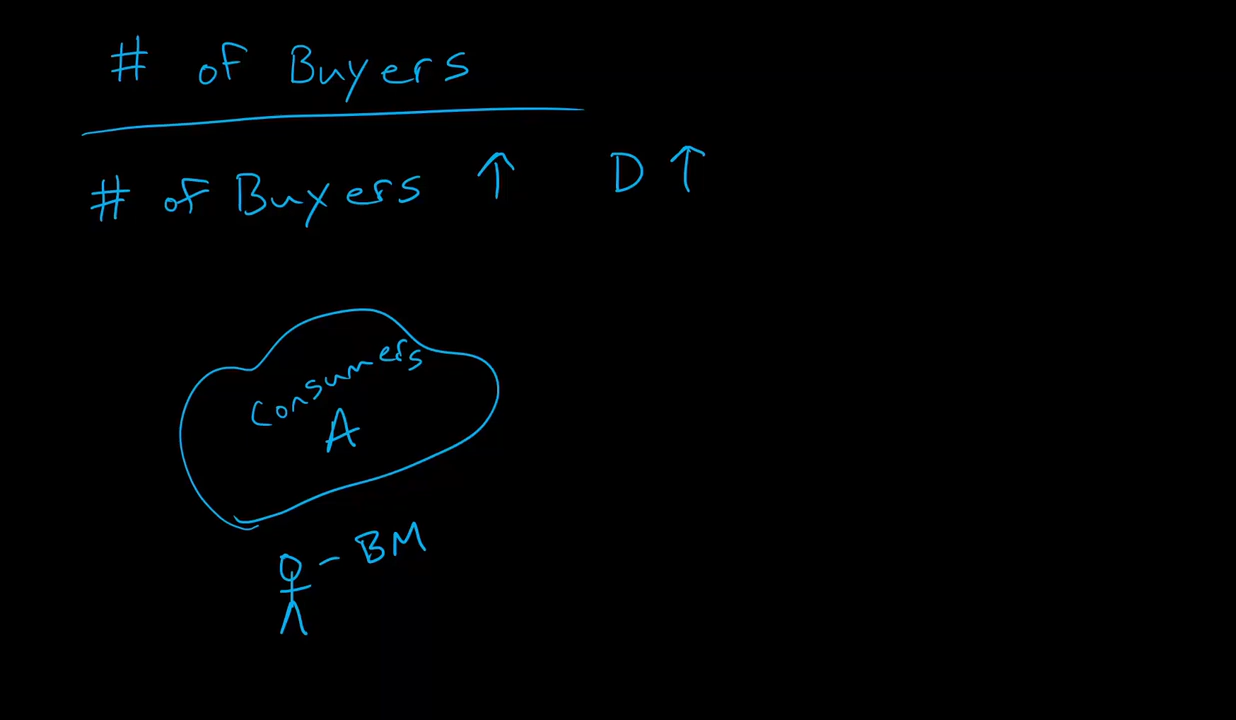 # of Buyers
# of Buyers ↑ D ↑
Consumers
A
- BM